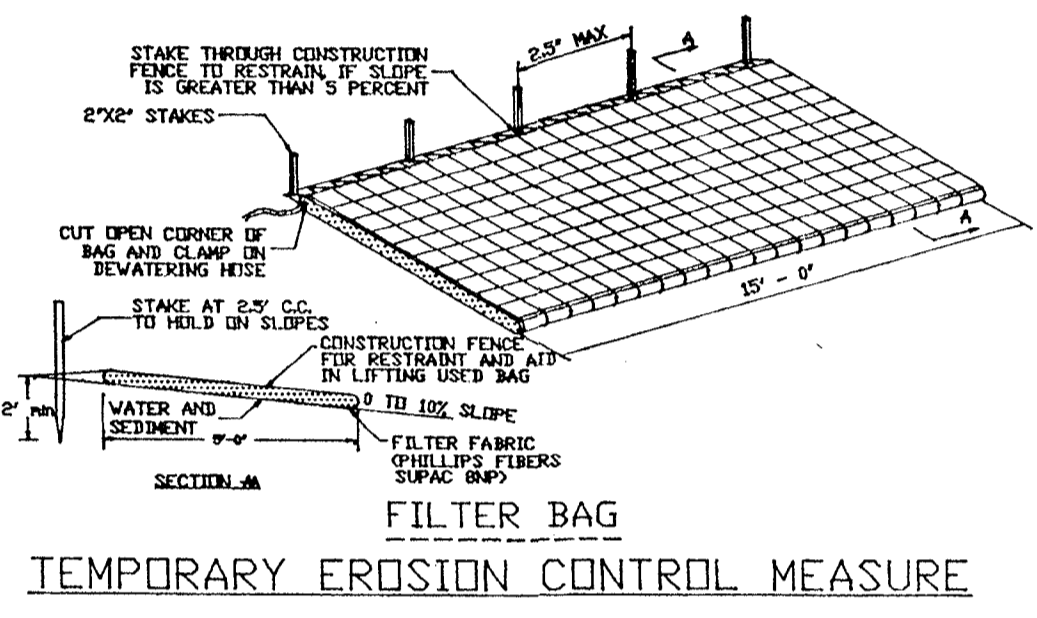 STAKE THROUGH CONSTRUCTION
FENCE TO RESTRAIN, IF SLOPE
IS GREATER THAN 5 PERCENT
2.5" MAX
A
2"X2" STAKES
CUT OPEN CORNER OF
BAG AND CLAMP ON
DEWATERING HOSE
A
15' - 0"
STAKE AT 2.5' C.C.
TO HOLD ON SLOPES
CONSTRUCTION FENCE
FOR RESTRAINT AND AID
IN LIFTING USED BAG
2' min.
WATER AND
SEDIMENT
0 TO 10% SLOPE
FILTER FABRIC
(PHILLIPS FIBERS
SUPAC 8NP)
SECTION AA
FILTER BAG
TEMPORARY EROSION CONTROL MEASURE